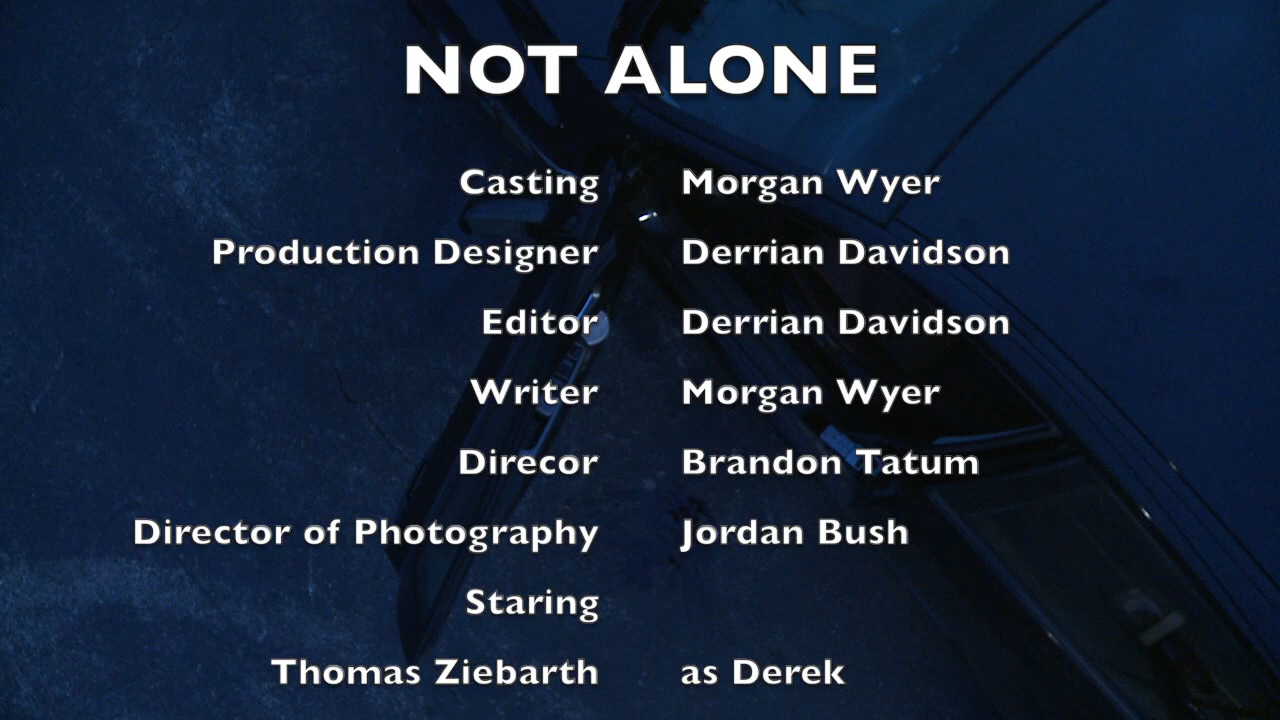 NOT ALONE
Casting Morgan Wyer
Production Designer Derrian Davidson
Editor Derrian Davidson
Writer Morgan Wyer
Direcor Brandon Tatum
Director of Photography Jordan Bush
Staring
Thomas Ziebarth as Derek